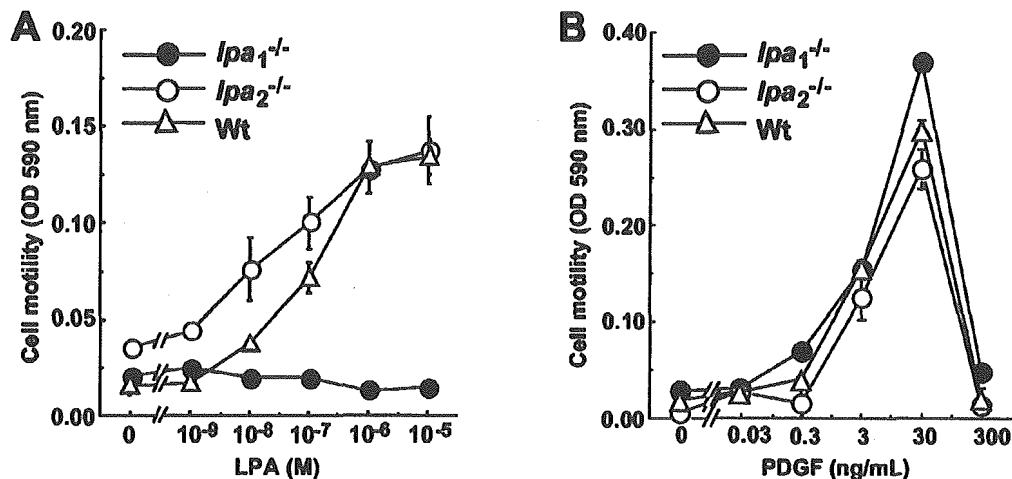 A
lpa1-/-
lpa2-/-
Wt
Cell motility (OD 590 nm)
0.20
0.15
0.10
0.05
0.00
0 10-9 10-8 10-7 10-6 10-5
LPA (M)
B
lpa1-/-
lpa2-/-
Wt
Cell motility (OD 590 nm)
0.40
0.30
0.20
0.10
0.00
0 0.03 0.3 3 30 300
PDGF (ng/mL)